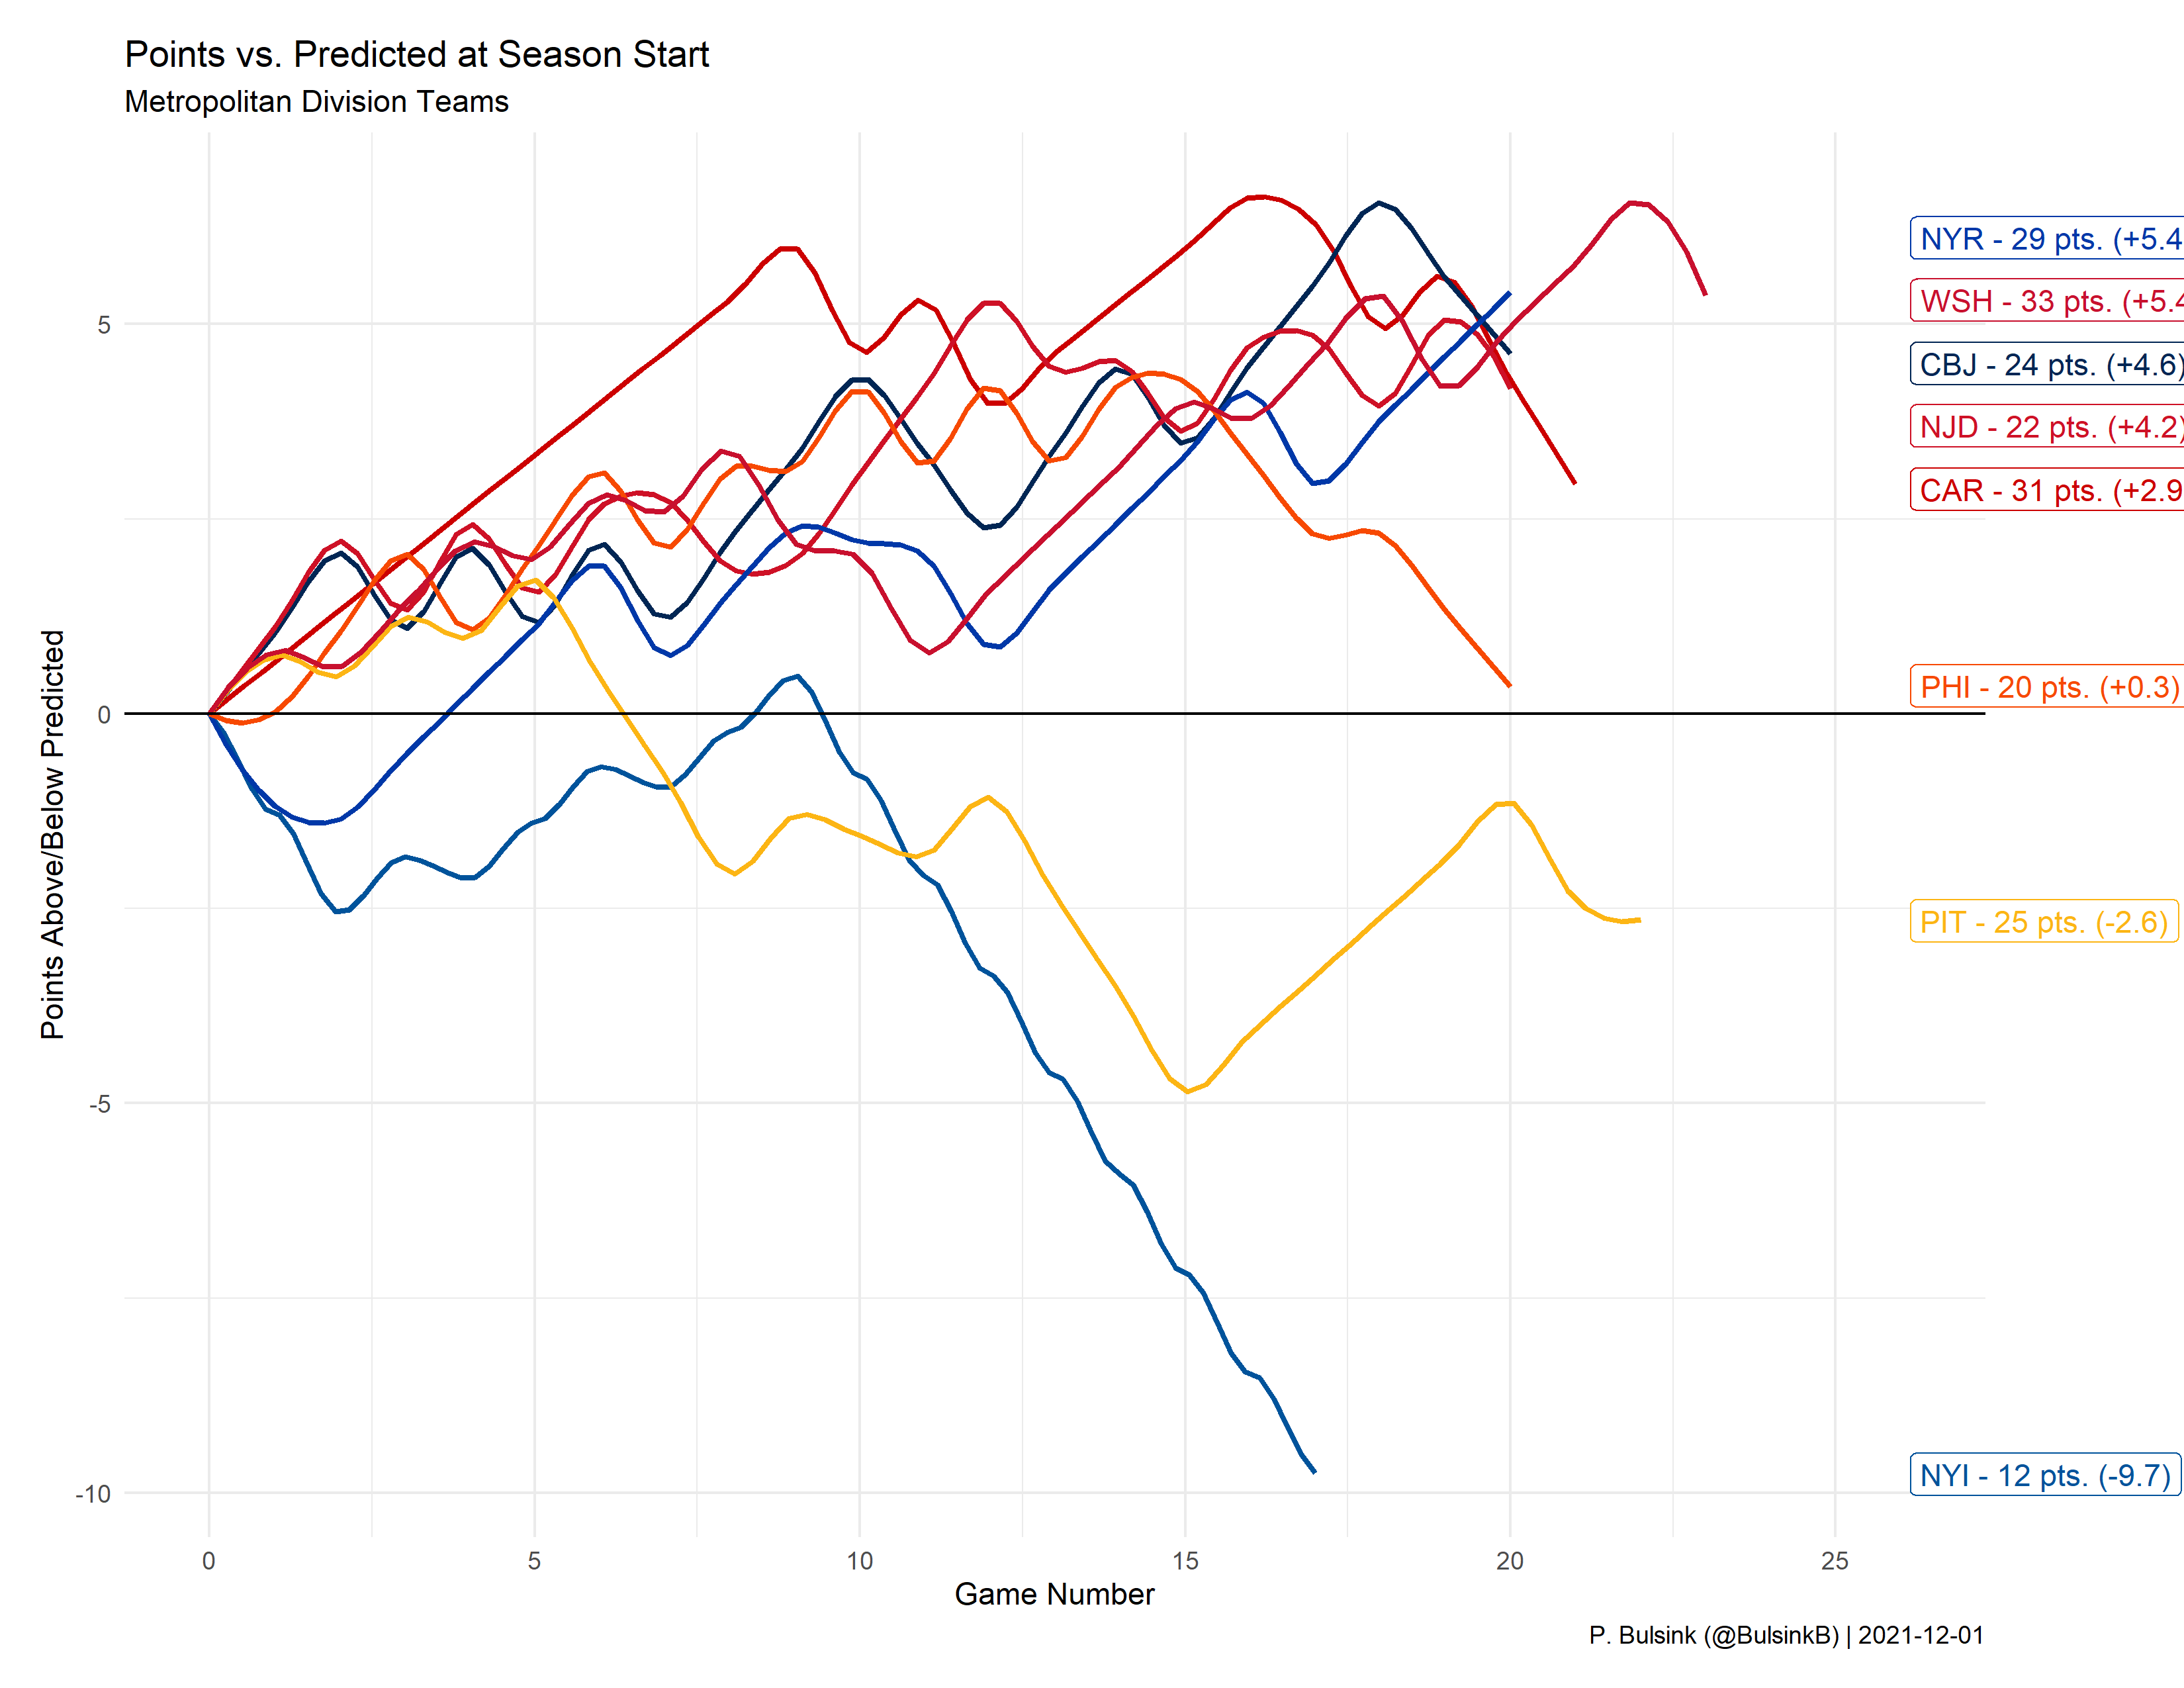 Points vs. Predicted at Season Start
Metropolitan Division Teams
Points Above/Below Predicted
5
0
-5
-10
NYR - 29 pts. (+5.4
WSH - 33 pts. (+5.4
CBJ - 24 pts. (+4.6)
NJD - 22 pts. (+4.2)
CAR - 31 pts. (+2.9
PHI - 20 pts. (+0.3)
PIT - 25 pts. (-2.6)
NYI - 12 pts. (-9.7)
0 5 10 15 20 25
Game Number
P. Bulsink (@BulsinkB) | 2021-12-01